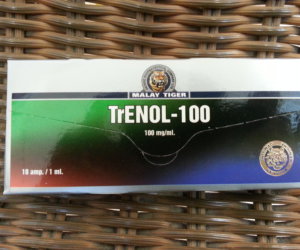 MALAY TIGER
TrENOL-100
100 mg/ml.
10 amp. / 1 ml.